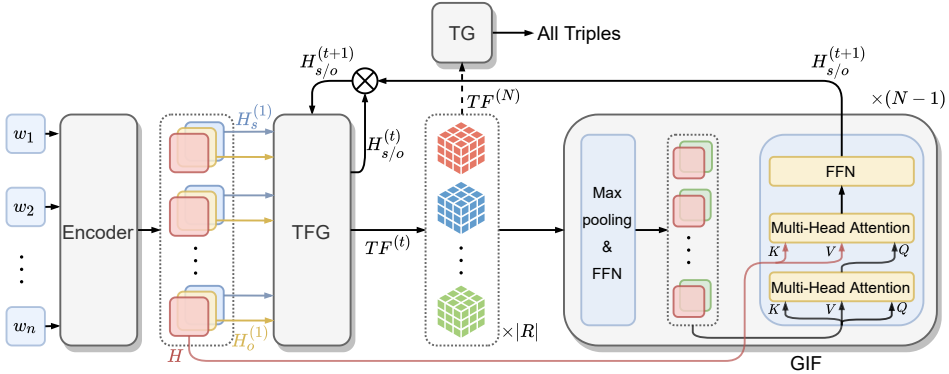 TG
All Triples
H_{s/o}^{(t+1)}
H_{s/o}^{(t+1)}
TF^{(N)}
×(N−1)
w_1
w_2
w_n
Encoder
H_s^{(1)}
H_o^{(1)}
H
TFG
H_{s/o}^{(t)}
TF^{(t)}
×|R|
Max
pooling
&
FFN
FFN
Multi-Head Attention
K V Q
Multi-Head Attention
K V Q
GIF